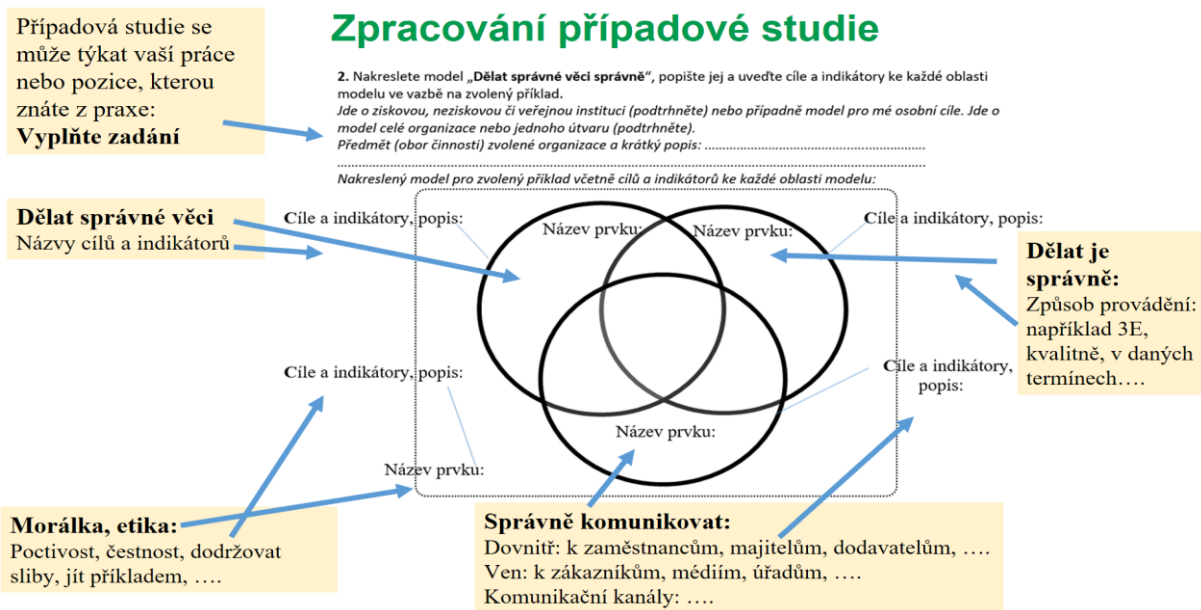 Případová studie se
může týkat vaší práce
nebo pozice, kterou
znáte z praxe:
Vyplňte zadání
Zpracování případové studie
2. Nakreslete model „Dělat správné věci správně“, popište jej a uveďte cíle a indikátory ke každé oblasti
modelu ve vazbě na zvolený příklad.
Jde o ziskovou, neziskovou či veřejnou instituci (podtrhněte) nebo případně model pro mé osobní cíle. Jde o
model celé organizace nebo jednoho útvaru (podtrhněte).
Předmět (obor činnosti) zvolené organizace a krátký popis: ........................................................
........................................................................................................................................
Nakreslený model pro zvolený příklad včetně cílů a indikátorů ke každé oblasti modelu:
Dělat správné věci
Názvy cílů a indikátorů
Cíle a indikátory, popis:
Název prvku:
Název prvku:
Cíle a indikátory, popis:
Dělat je
správně:
Způsob provádění:
například 3E,
kvalitně, v daných
termínech….
Cíle a indikátory, popis:
Cíle a indikátory,
popis:
Název prvku:
Název prvku:
Morálka, etika:
Poctivost, čestnost, dodržovat
sliby, jít příkladem, ….
Správně komunikovat:
Dovnitř: k zaměstnancům, majitelům, dodavatelům, ….
Ven: k zákazníkům, médiím, úřadům, ….
Komunikační kanály: ….